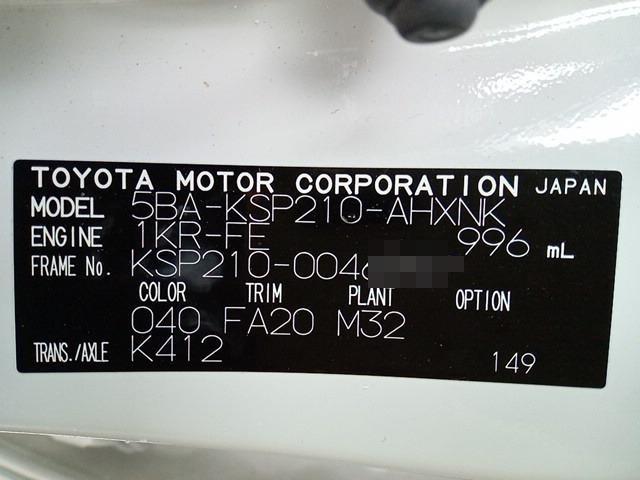 TOYOTA MOTOR CORPORATION JAPAN
MODEL 5BA-KSP210-AHXNK
ENGINE 1KR-FE 996 mL
FRAME No. KSP210-0046
COLOR TRIM PLANT OPTION
040 FA20 M32
TRANS./AXLE K412 149